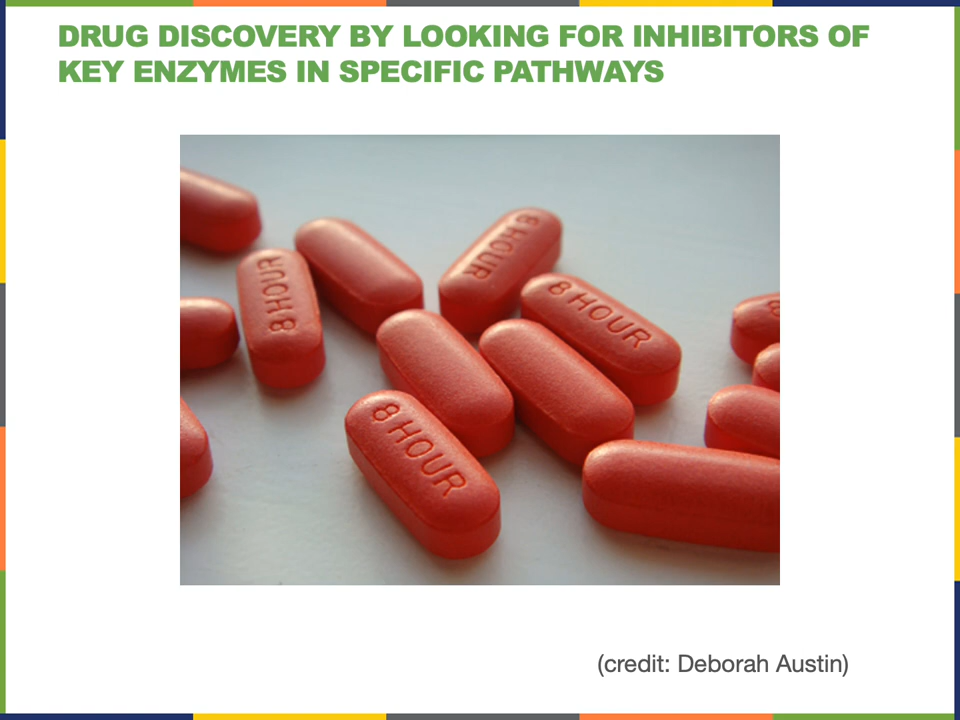 DRUG DISCOVERY BY LOOKING FOR INHIBITORS OF
KEY ENZYMES IN SPECIFIC PATHWAYS
8 HOUR
8 HOUR
8 HOUR
8 HOUR
8
(credit: Deborah Austin)